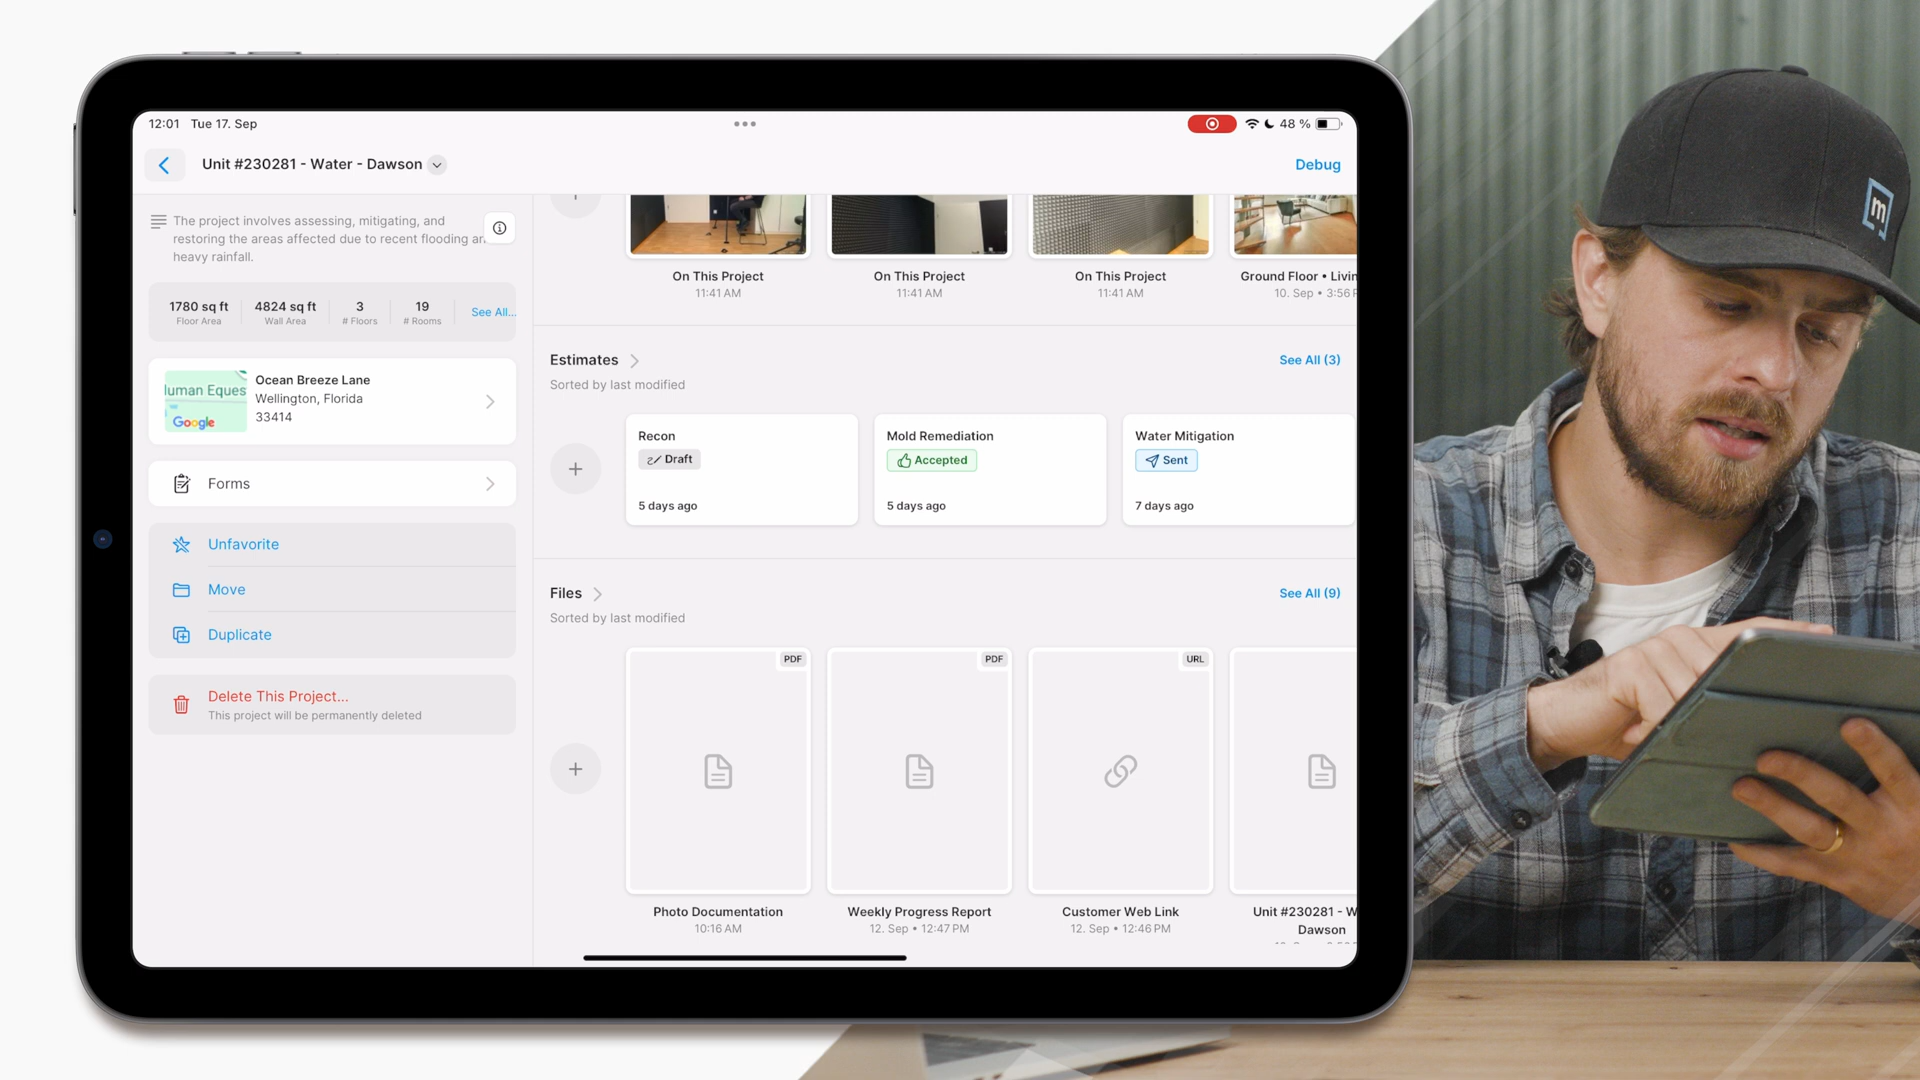 12:01 Tue 17. Sep
48 %
Unit #230281 - Water - Dawson
Debug
The project involves assessing, mitigating, and
restoring the areas affected due to recent flooding an
heavy rainfall.
1780 sq ft
Floor Area
4824 sq ft
Wall Area
3
# Floors
19
# Rooms
See All...
uman Eques
Google
Ocean Breeze Lane
Wellington, Florida
33414
Forms
Unfavorite
Move
Duplicate
Delete This Project...
This project will be permanently deleted
On This Project
11:41 AM
On This Project
11:41 AM
On This Project
11:41 AM
Ground Floor • Livin
10. Sep • 3:56 P
Estimates
See All (3)
Sorted by last modified
Recon
Draft
5 days ago
Mold Remediation
Accepted
5 days ago
Water Mitigation
Sent
7 days ago
Files
See All (9)
Sorted by last modified
PDF
PDF
URL
Photo Documentation
10:16 AM
Weekly Progress Report
12. Sep • 12:47 PM
Customer Web Link
12. Sep • 12:46 PM
Unit #230281 - W
Dawson
m